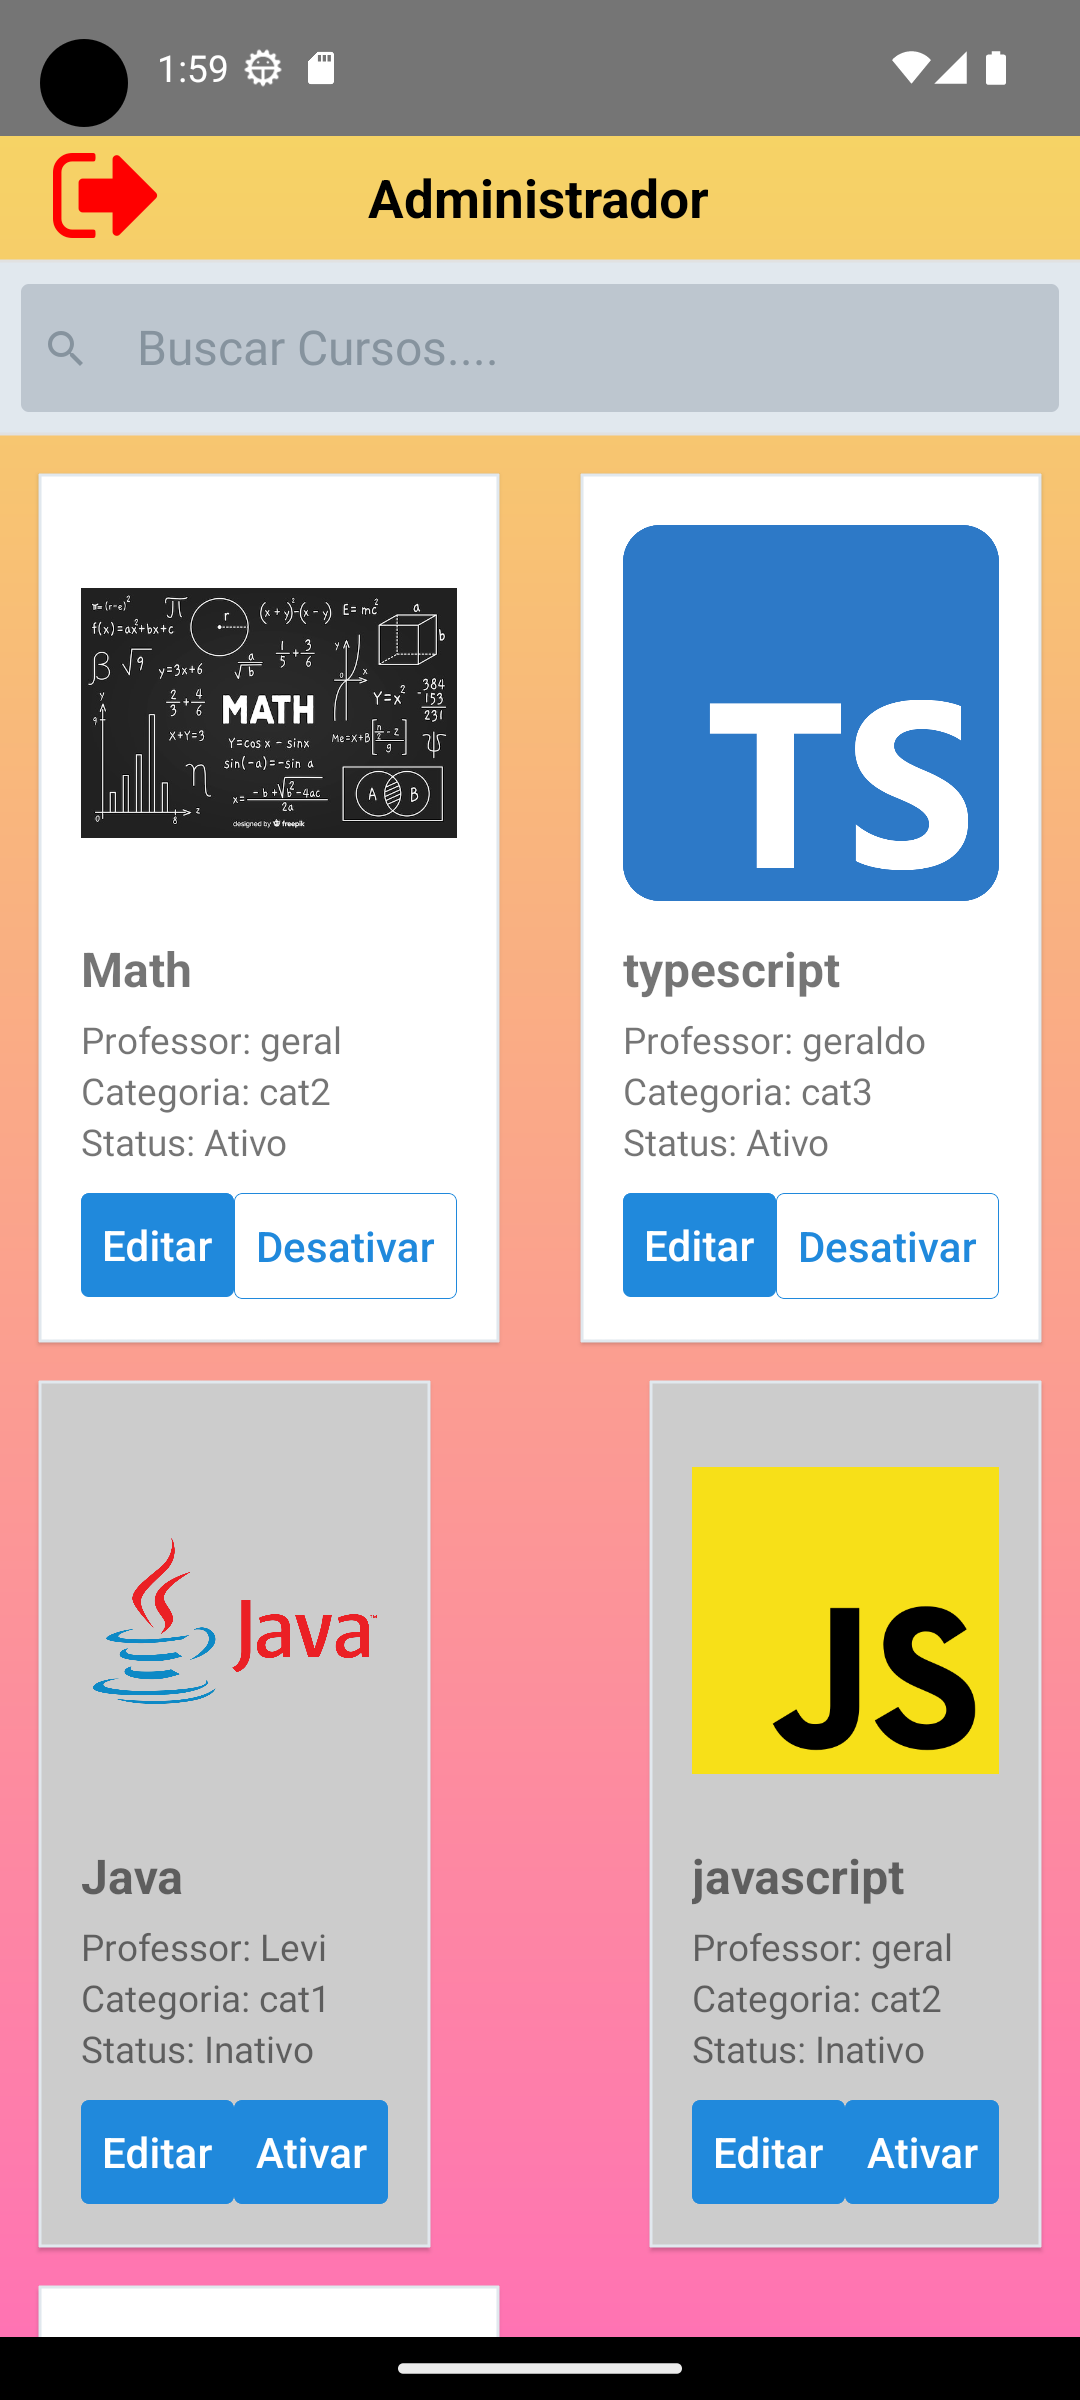 1:59
Administrador
Buscar Cursos....
MATH
designed by freepik
TS
Math
typescript
Professor: geral
Professor: geraldo
Categoria: cat2
Categoria: cat3
Status: Ativo
Status: Ativo
Editar Desativar
Editar Desativar
Java™
JS
Java
javascript
Professor: Levi
Professor: geral
Categoria: cat1
Categoria: cat2
Status: Inativo
Status: Inativo
Editar Ativar
Editar Ativar